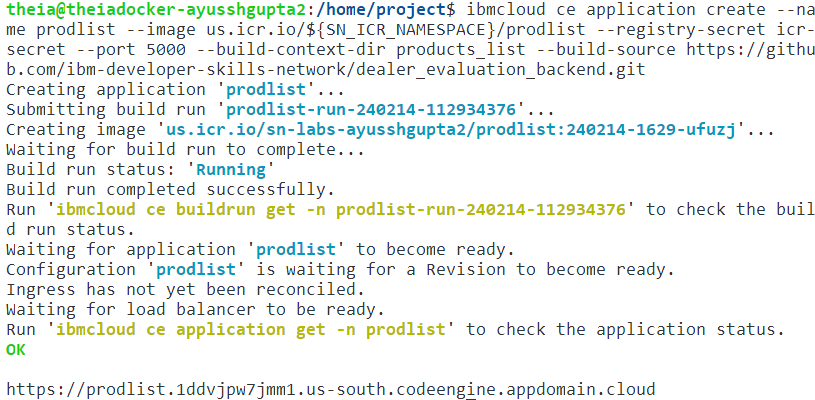 theia@theiadocker-ayusshgupta2:/home/project$ ibmcloud ce application create --na
me prodlist --image us.icr.io/${SN_ICR_NAMESPACE}/prodlist --registry-secret icr-
secret --port 5000 --build-context-dir products_list --build-source https://githu
b.com/ibm-developer-skills-network/dealer_evaluation_backend.git
Creating application 'prodlist'...
Submitting build run 'prodlist-run-240214-112934376'...
Creating image 'us.icr.io/sn-labs-ayusshgupta2/prodlist:240214-1629-ufuzj'...
Waiting for build run to complete...
Build run status: 'Running'
Build run completed successfully.
Run 'ibmcloud ce buildrun get -n prodlist-run-240214-112934376' to check the buil
d run status.
Waiting for application 'prodlist' to become ready.
Configuration 'prodlist' is waiting for a Revision to become ready.
Ingress has not yet been reconciled.
Waiting for load balancer to be ready.
Run 'ibmcloud ce application get -n prodlist' to check the application status.
OK
https://prodlist.1ddvjpw7jmm1.us-south.codeengine.appdomain.cloud